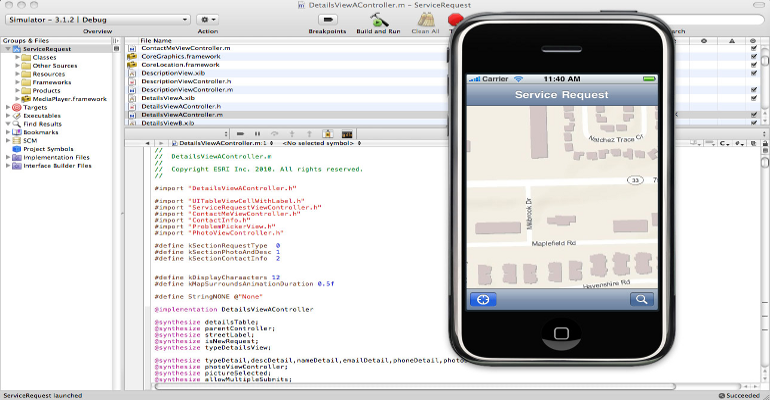 DetailsViewAController.m - ServiceRequest
Simulator - 3.1.2 | Debug
Overview
Action
Breakpoints
Build and Run
Clean All
Groups & Files
ServiceRequest
Classes
Other Sources
Resources
Frameworks
Products
MediaPlayer.framework
Targets
Executables
Find Results
Bookmarks
SCM
Project Symbols
Implementation Files
Interface Builder Files
File Name
ContactMeViewController.m
CoreGraphics.framework
CoreLocation.framework
DescriptionView.xib
DescriptionViewController.h
DescriptionViewController.m
DetailsViewA.xib
DetailsViewAController.h
DetailsViewAController.m
DetailsViewB.xib
DetailsViewAController.m:1
<No selected symbol>
//
// DetailsViewAController.m
//
// Copyright ESRI Inc. 2010. All rights reserved.
//
#import "DetailsViewAController.h"
#import "UITableViewCellWithLabel.h"
#import "ServiceRequestViewController.h"
#import "ContactMeViewController.h"
#import "ContactInfo.h"
#import "ProblemPickerView.h"
#import "PhotoViewController.h"
#define kSectionRequestType 0
#define kSectionPhotoAndDesc 1
#define kSectionContactInfo 2
#define kDisplayCharaacters 12
#define kMapSurroundsAnimationDuration 0.5f
#define StringNONE @"None"
@implementation DetailsViewAController
@synthesize detailsTable;
@synthesize parentController;
@synthesize streetLabel;
@synthesize isNewRequest;
@synthesize typeDetailsView;
@synthesize typeDetail,descDetail,nameDetail,emailDetail,phoneDetail,photo
@synthesize photoViewController;
@synthesize pictureSelected;
@synthesize allowMultipleSubmits;
ServiceRequest launched
Succeeded
Carrier
11:40 AM
Service Request
Natchez Trace Ct
33
Millbrook Dr
Maplefield Rd
Havenshire Rd